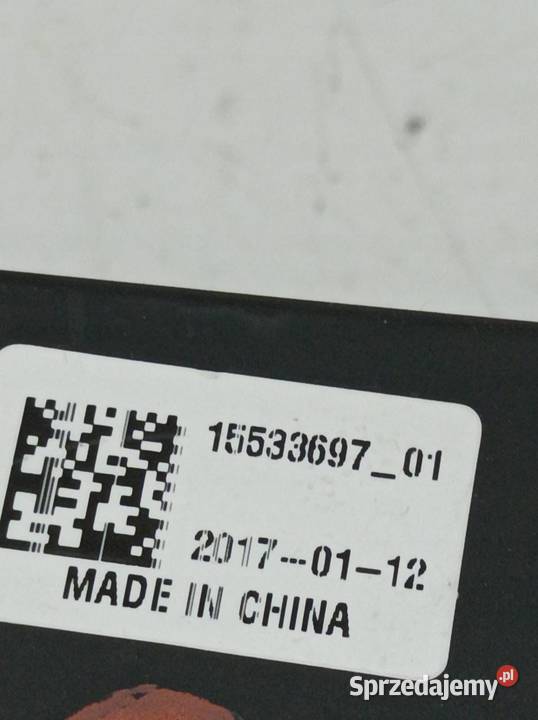 15533697_01
2017-01-12
MADE IN CHINA
Sprzedajemy.pl